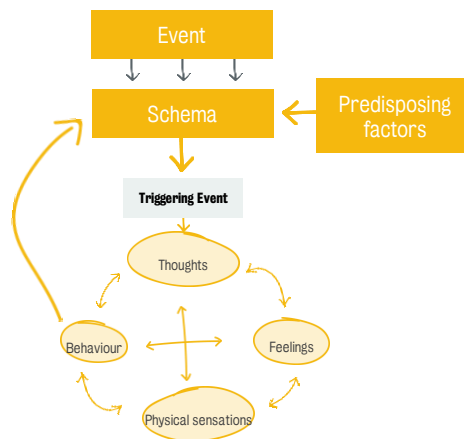 Event
Schema
Predisposing
factors
Triggering Event
Thoughts
Behaviour
Feelings
Physical sensations